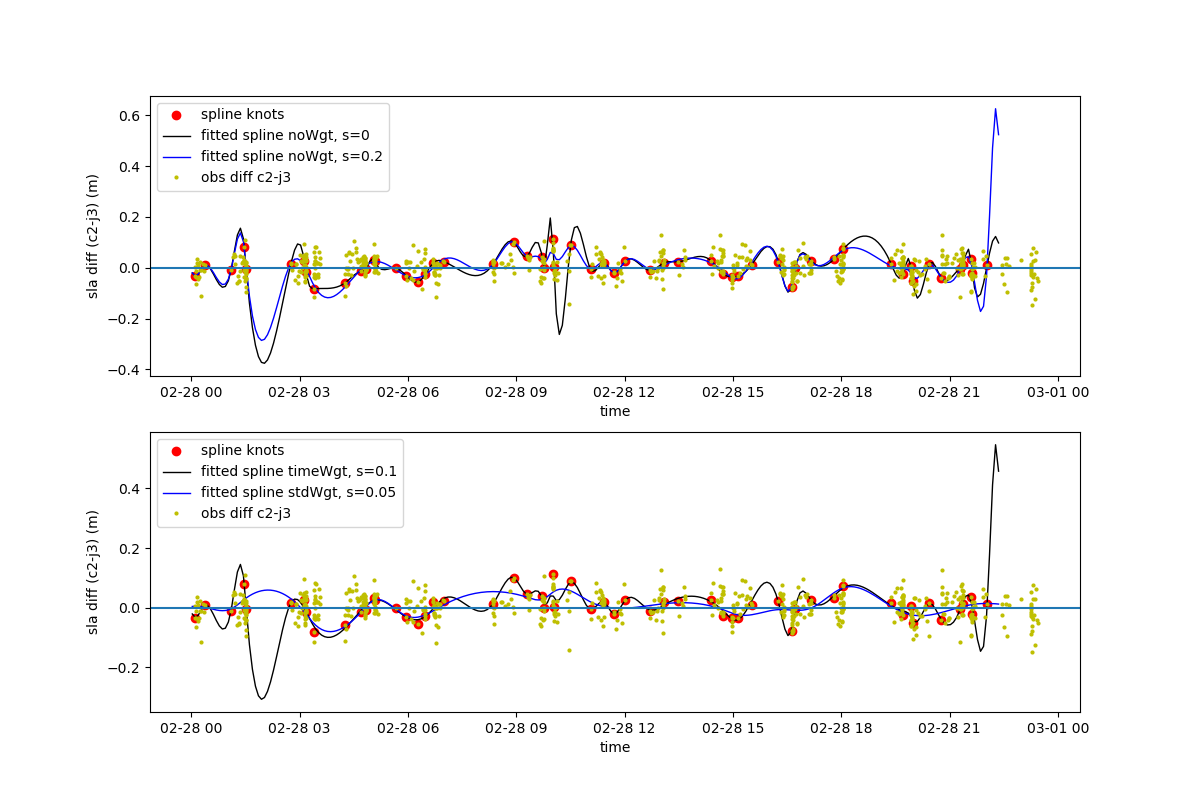 spline knots
fitted spline noWgt, s=0
fitted spline noWgt, s=0.2
obs diff c2-j3
0.6
0.4
0.2
0.0
−0.2
−0.4
sla diff (c2-j3) (m)
02-28 00 02-28 03 02-28 06 02-28 09 02-28 12 02-28 15 02-28 18 02-28 21 03-01 00
time
spline knots
fitted spline timeWgt, s=0.1
fitted spline stdWgt, s=0.05
obs diff c2-j3
0.4
0.2
0.0
−0.2
sla diff (c2-j3) (m)
02-28 00 02-28 03 02-28 06 02-28 09 02-28 12 02-28 15 02-28 18 02-28 21 03-01 00
time